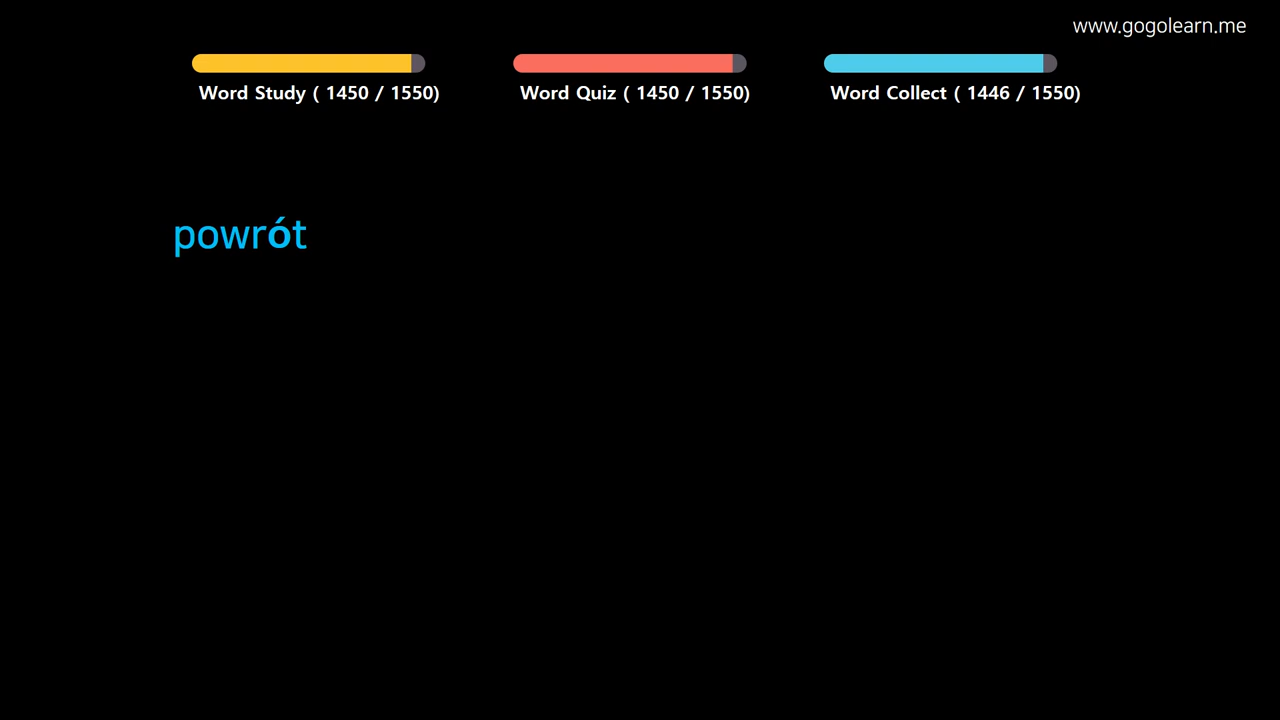 www.gogolearn.me
Word Study ( 1450 / 1550)
Word Quiz ( 1450 / 1550)
Word Collect ( 1446 / 1550)
powrót